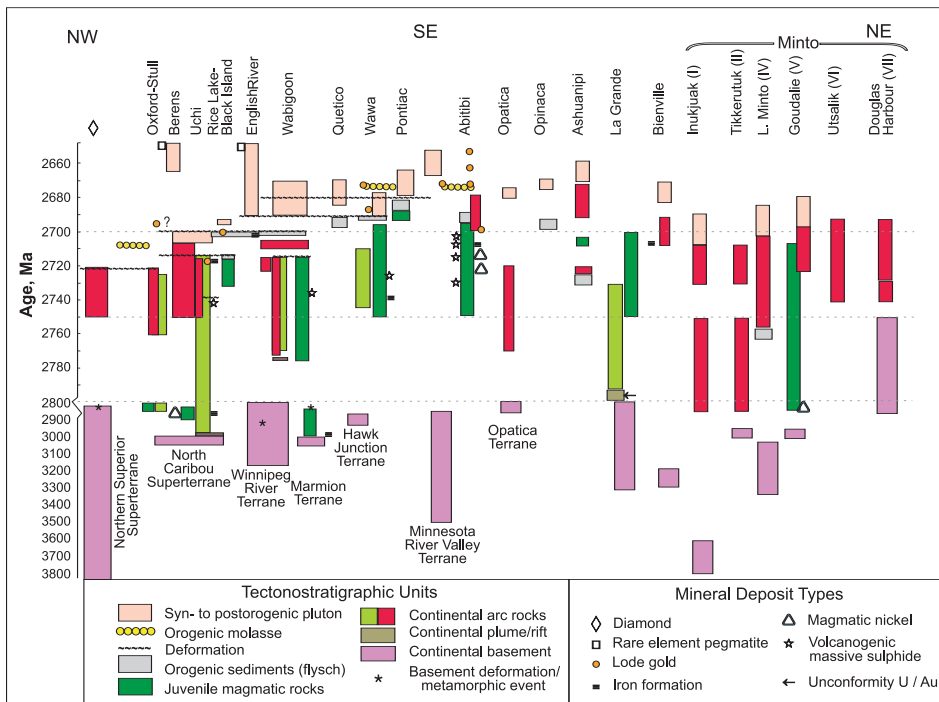 NW
SE
NE
Minto
Oxford-Stull
Berens
Uchi
Rice Lake-
Black Island
EnglishRiver
Wabigoon
Quetico
Wawa
Pontiac
Abitibi
Opatica
Opinaca
Ashuanipi
La Grande
Bienville
Inukjuak (I)
Tikkerutuk (II)
L. Minto (IV)
Goudalie (V)
Utsalik (VI)
Douglas
Harbour (VII)
Age, Ma
2660
2680
2700
2720
2740
2760
2780
2800
2900
3000
3100
3200
3300
3400
3500
3600
3700
3800
?
Northern Superior
Superterrane
North
Caribou
Superterrane
Winnipeg
River
Terrane
Marmion
Terrane
Hawk
Junction
Terrane
Minnesota
River Valley
Terrane
Opatica
Terrane
Tectonostratigraphic Units
Syn- to postorogenic pluton
Orogenic molasse
Deformation
Orogenic sediments (flysch)
Juvenile magmatic rocks
Continental arc rocks
Continental plume/rift
Continental basement
Basement deformation/
metamorphic event
Mineral Deposit Types
Diamond
Rare element pegmatite
Lode gold
Iron formation
Magmatic nickel
Volcanogenic
massive sulphide
Unconformity U / Au